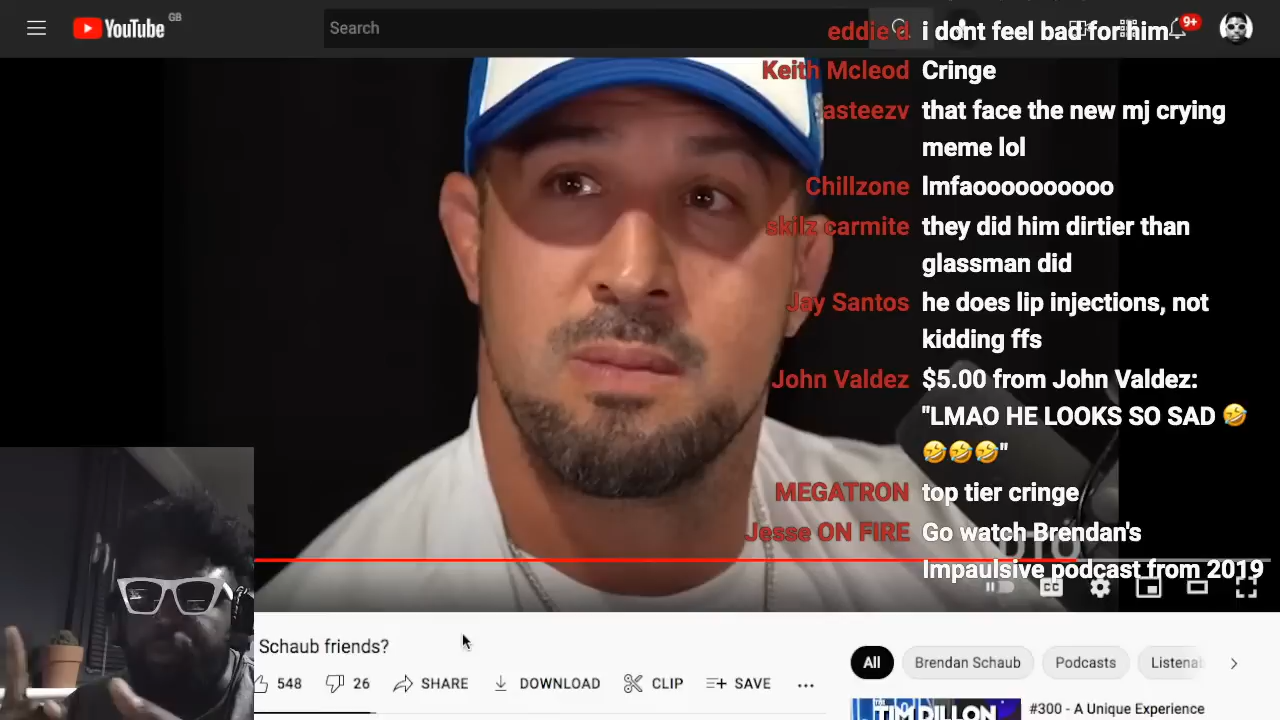 YouTube GB
Search
9+
eddie d i dont feel bad for him
Keith Mcleod Cringe
asteezv that face the new mj crying
meme lol
Chillzone lmfaoooooooooo
skilz carmite they did him dirtier than
glassman did
Jay Santos he does lip injections, not
kidding ffs
John Valdez $5.00 from John Valdez:
"LMAO HE LOOKS SO SAD 🤣
🤣🤣🤣"
MEGATRON top tier cringe
Jesse ON FIRE Go watch Brendan's
Impaulsive podcast from 2019
CC
Schaub friends?
548 26 SHARE DOWNLOAD CLIP SAVE
All Brendan Schaub Podcasts Listenal
TIM DILLON
#300 - A Unique Experience